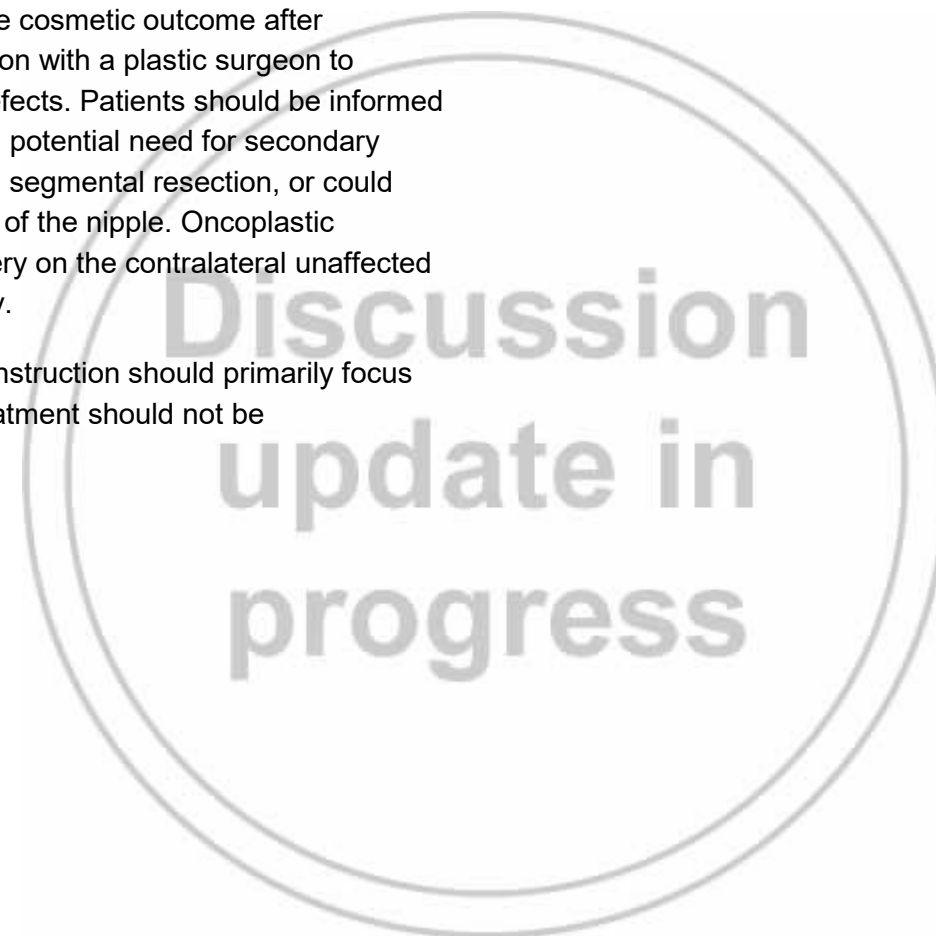 e cosmetic outcome after
on with a plastic surgeon to
fects. Patients should be informed
potential need for secondary
segmental resection, or could
of the nipple. Oncoplastic
ery on the contralateral unaffected
y.
nstruction should primarily focus
atment should not be
Discussion
update in
progress